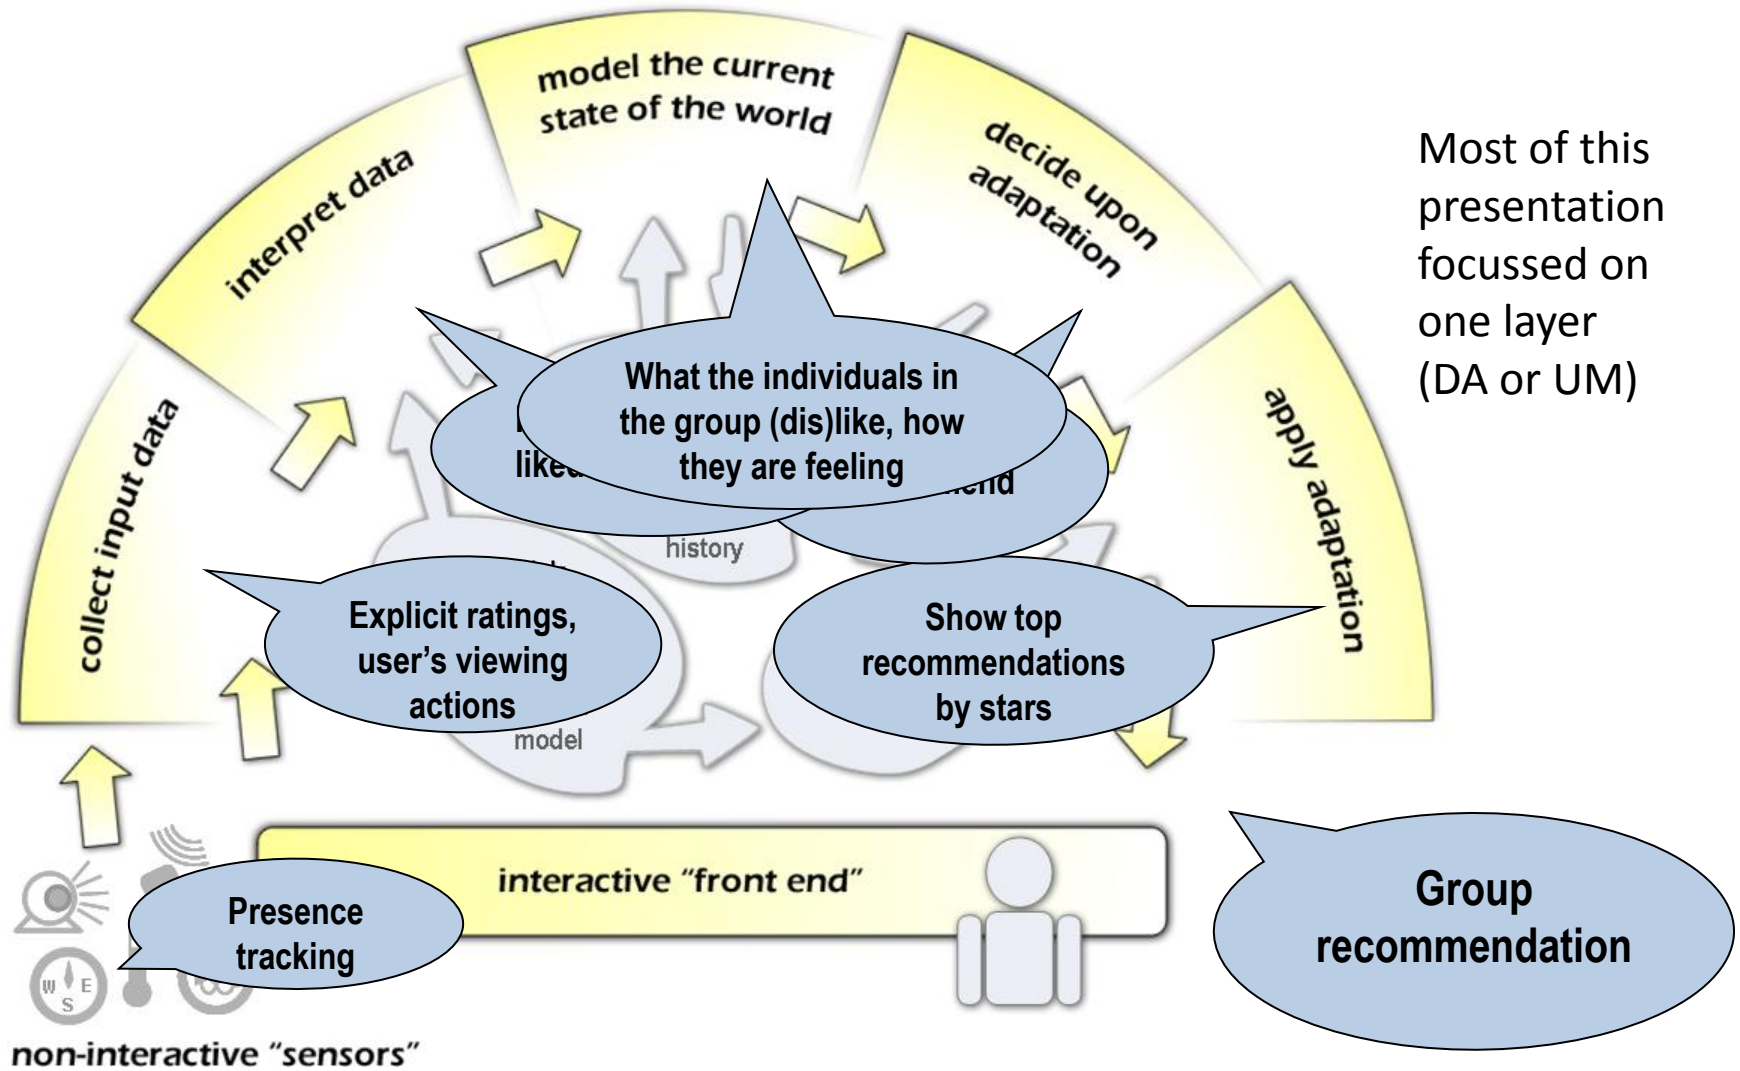 model the current
state of the world
decide upon
adaptation
interpret data
collect input data
apply adaptation
Most of this
presentation
focussed on
one layer
(DA or UM)
What the individuals in
the group (dis)like, how
they are feeling
history
Explicit ratings,
user’s viewing
actions
model
Show top
recommendations
by stars
interactive “front end”
Presence
tracking
Group
recommendation
W E
S
non-interactive “sensors”